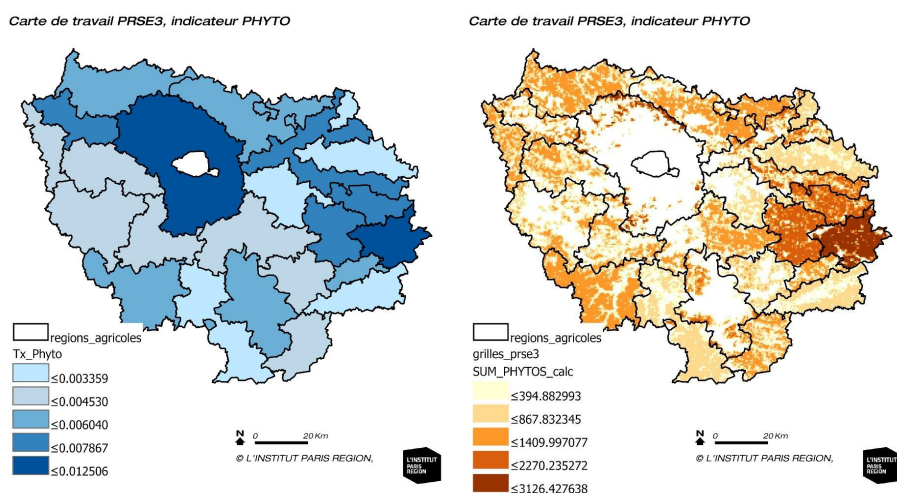 Carte de travail PRSE3, indicateur PHYTO
regions_agricoles
Tx_Phyto
≤0.003359
≤0.004530
≤0.006040
≤0.007867
≤0.012506
N
0 20 Km
© L'INSTITUT PARIS REGION,
L'INSTITUT
PARIS
REGION
Carte de travail PRSE3, indicateur PHYTO
regions_agricoles
grilles_prse3
SUM_PHYTOS_calc
≤394.882993
≤867.832345
≤1409.997077
≤2270.235272
≤3126.427638
N
0 20 Km
© L'INSTITUT PARIS REGION,
L'INSTITUT
PARIS
REGION